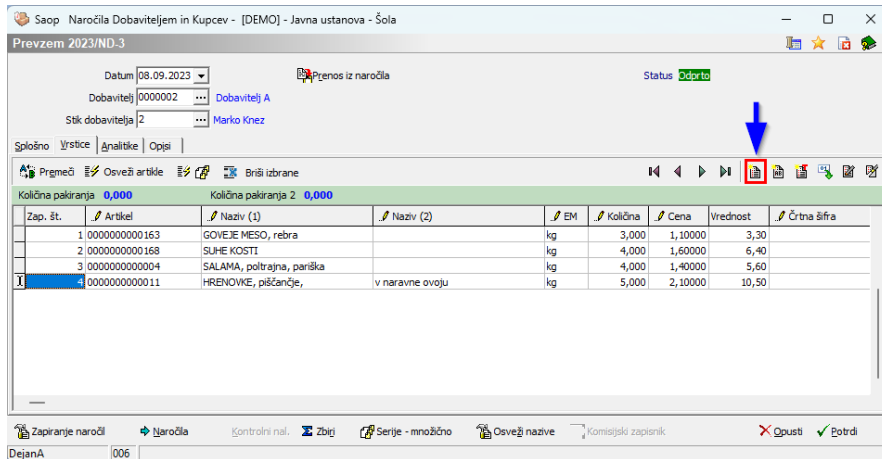 Saop Naročila Dobaviteljem in Kupcev - [DEMO] - Javna ustanova - Šola
Prevzem 2023/ND-3
Datum 08.09.2023 Prenos iz naročila Status Odprto
Dobavitelj 0000002 ... Dobavitelj A
Stik dobavitelja 2 ... Marko Knez
Splošno Vrstice Analitike Opisi
Premeči Osveži artikle Briši izbrane
Količina pakiranja 0,000 Količina pakiranja 2 0,000
Zap. št. Artikel Naziv (1) Naziv (2) EM Količina Cena Vrednost Črtna šifra
1 0000000000163 GOVEJE MESO, rebra kg 3,000 1,10000 3,30
2 0000000000168 SUHE KOSTI kg 4,000 1,60000 6,40
3 0000000000004 SALAMA, poltrajna, pariška kg 4,000 1,40000 5,60
4 0000000000011 HRENOVKE, piščančje, v naravne ovoju kg 5,000 2,10000 10,50
Zapiranje naročil Naročila Kontrolni nal. Zbirj Serije - množično Osveži nazive Komisijski zapisnik Opusti Potrdi
DejanA 006